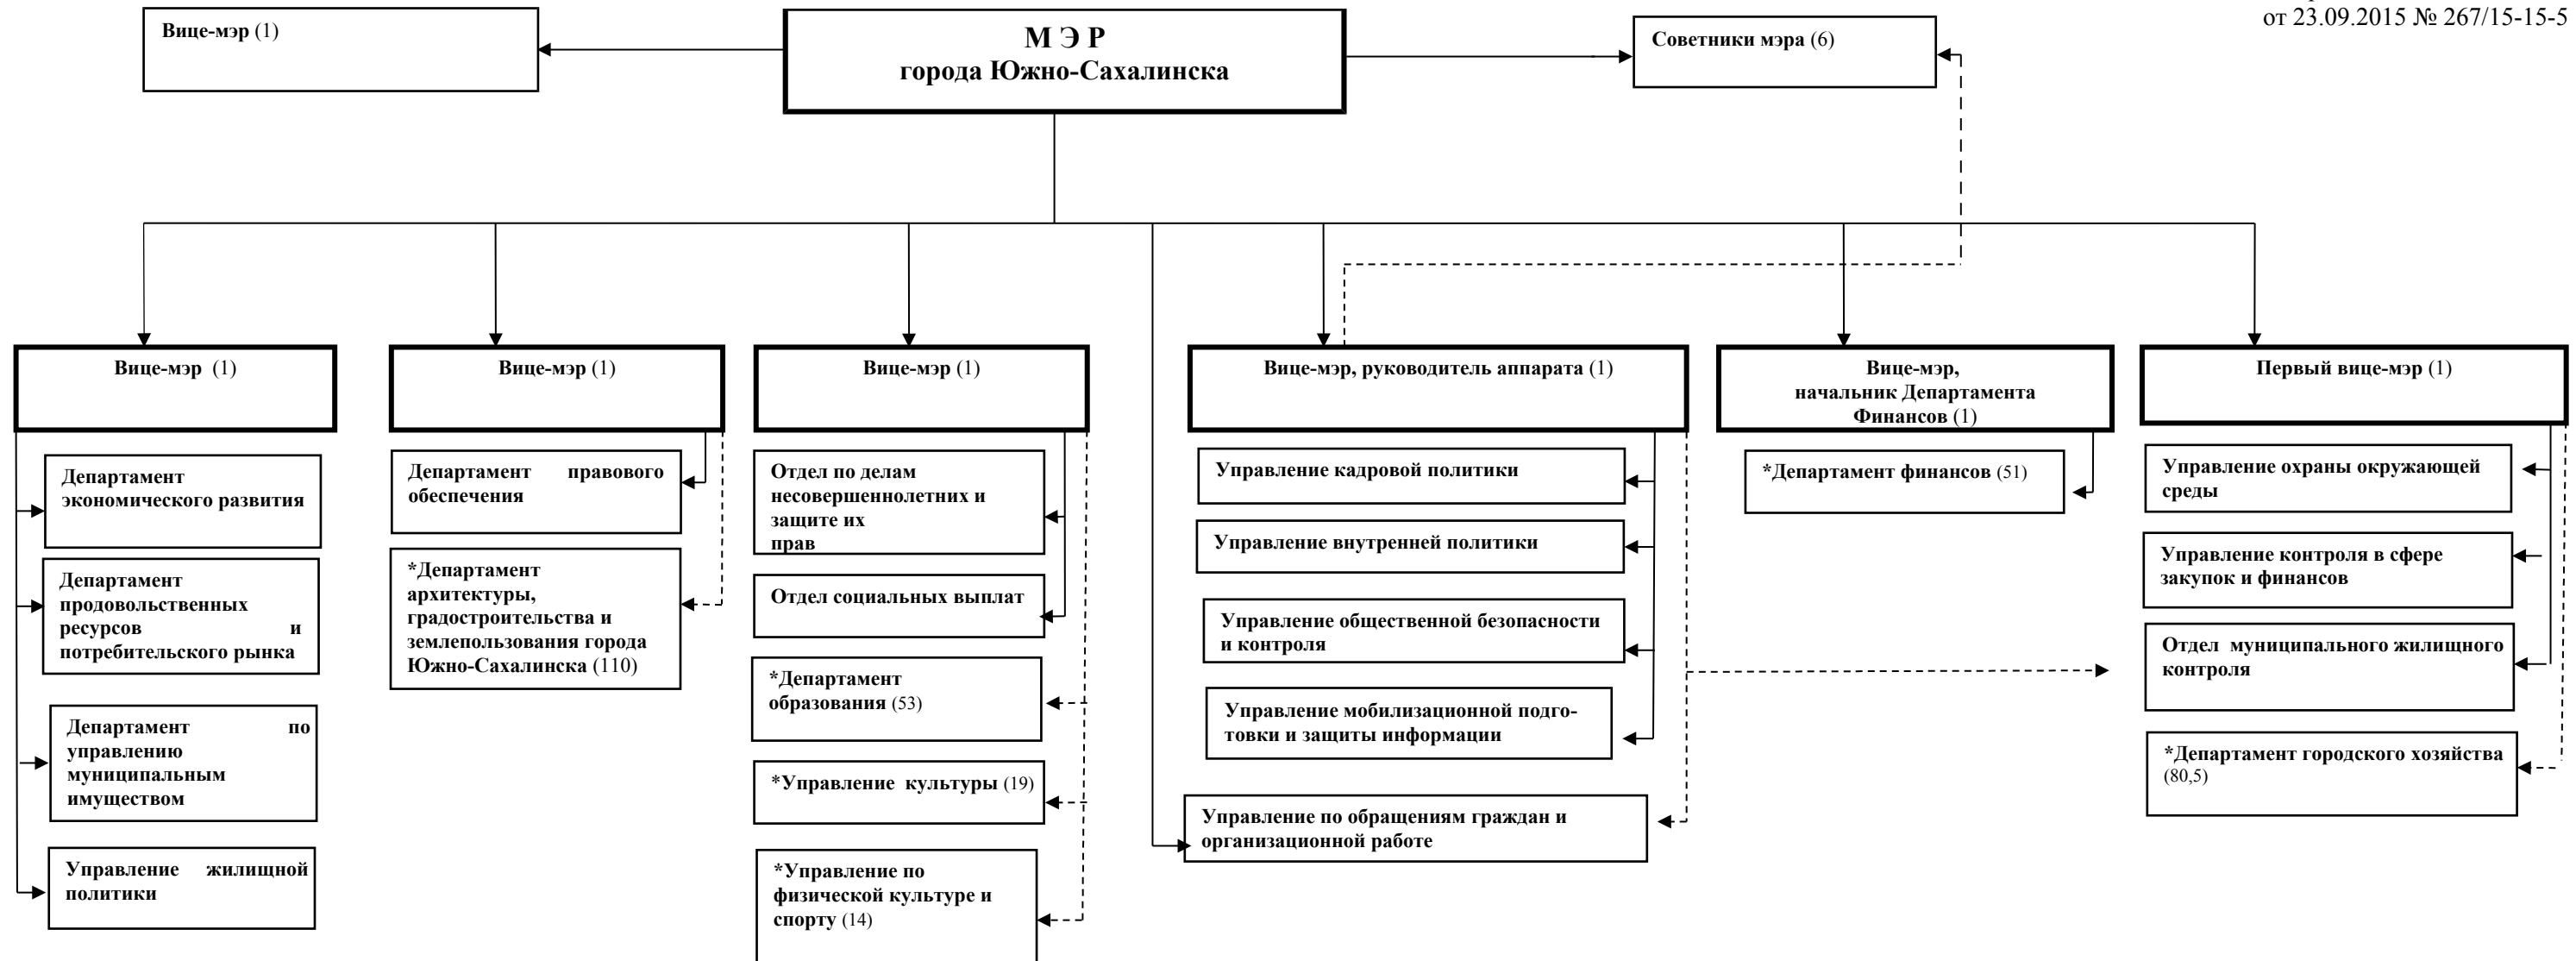 от 23.09.2015 № 267/15-15-5
Вице-мэр (1)
М Э Р
города Южно-Сахалинска
Советники мэра (6)
Вице-мэр (1)
Вице-мэр (1)
Вице-мэр (1)
Вице-мэр, руководитель аппарата (1)
Вице-мэр,
начальник Департамента
Финансов (1)
Первый вице-мэр (1)
Департамент
экономического развития
Департамент
продовольственных
ресурсов и
потребительского рынка
Департамент по
управлению
муниципальным
имуществом
Управление жилищной
политики
Департамент правового
обеспечения
*Департамент
архитектуры,
градостроительства и
землепользования города
Южно-Сахалинска (110)
Отдел по делам
несовершеннолетних и
защите их
прав
Отдел социальных выплат
*Департамент
образования (53)
*Управление культуры (19)
*Управление по
физической культуре и
спорту (14)
Управление кадровой политики
Управление внутренней политики
Управление общественной безопасности
и контроля
Управление мобилизационной подго-
товки и защиты информации
Управление по обращениям граждан и
организационной работе
*Департамент финансов (51)
Управление охраны окружающей
среды
Управление контроля в сфере
закупок и финансов
Отдел муниципального жилищного
контроля
*Департамент городского хозяйства
(80,5)